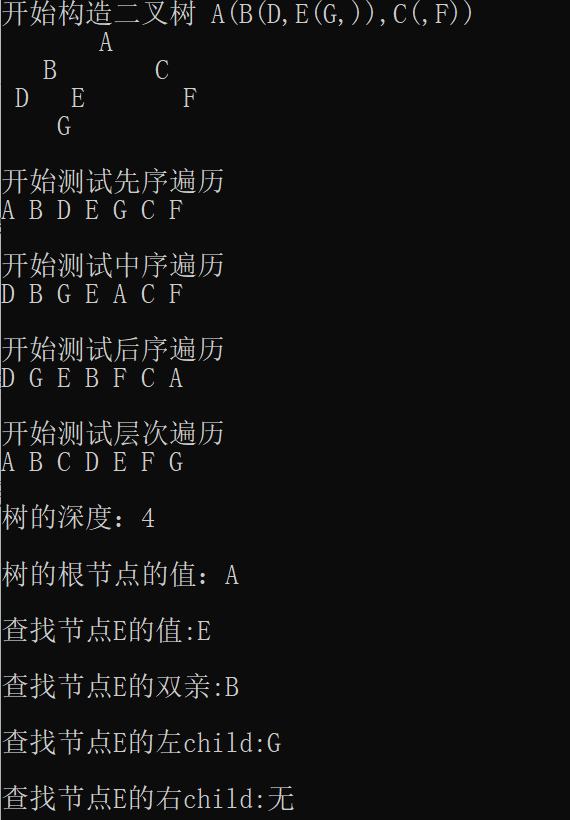 开始构造二叉树 A(B(D,E(G,)),C(,F))
A
B C
D E F
G
开始测试先序遍历
A B D E G C F
开始测试中序遍历
D B G E A C F
开始测试后序遍历
D G E B F C A
开始测试层次遍历
A B C D E F G
树的深度：4
树的根节点的值：A
查找节点E的值:E
查找节点E的双亲:B
查找节点E的左child:G
查找节点E的右child:无